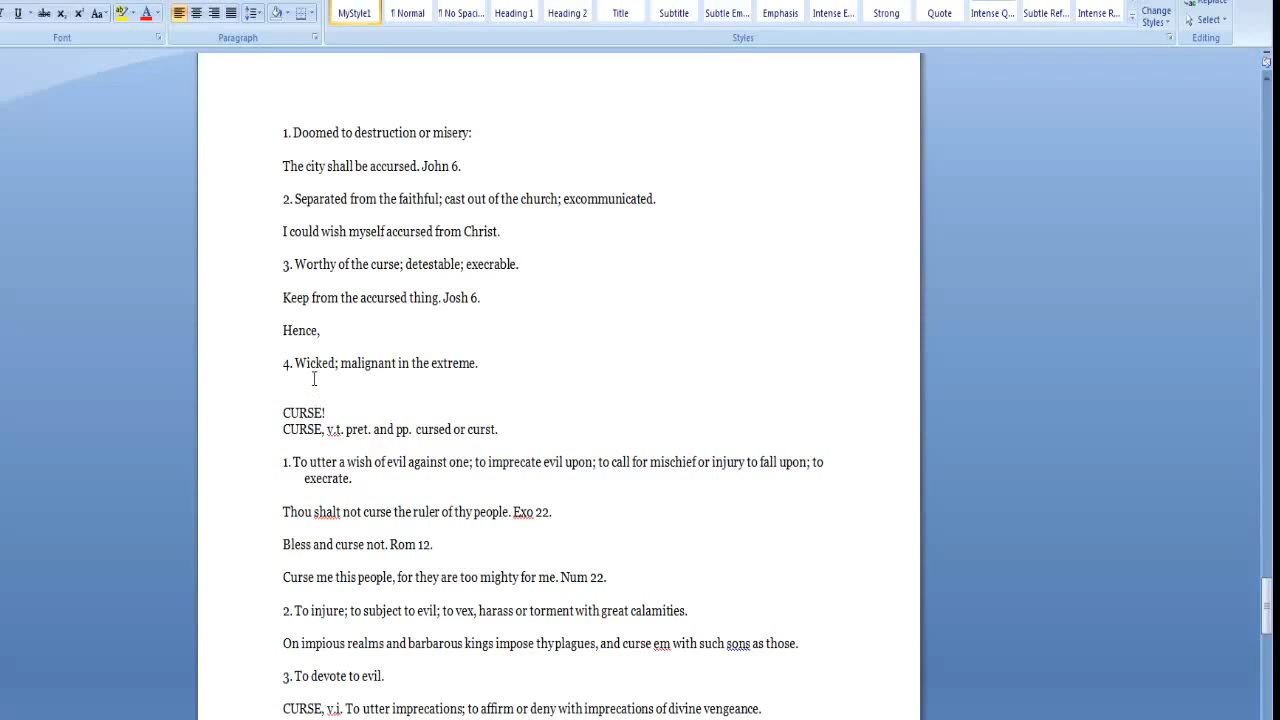 MyStyle1
¶ Normal
¶ No Spaci...
Heading 1
Heading 2
Title
Subtitle
Subtle Em...
Emphasis
Intense E...
Strong
Quote
Intense Q...
Subtle Ref...
Intense R...
Change
Styles
Replace
Select
Font
Paragraph
Styles
Editing
1. Doomed to destruction or misery:
The city shall be accursed. John 6.
2. Separated from the faithful; cast out of the church; excommunicated.
I could wish myself accursed from Christ.
3. Worthy of the curse; detestable; execrable.
Keep from the accursed thing. Josh 6.
Hence,
4. Wicked; malignant in the extreme.
CURSE!
CURSE, v.t. pret. and pp. cursed or curst.
1. To utter a wish of evil against one; to imprecate evil upon; to call for mischief or injury to fall upon; to
execrate.
Thou shalt not curse the ruler of thy people. Exo 22.
Bless and curse not. Rom 12.
Curse me this people, for they are too mighty for me. Num 22.
2. To injure; to subject to evil; to vex, harass or torment with great calamities.
On impious realms and barbarous kings impose thy plagues, and curse em with such sons as those.
3. To devote to evil.
CURSE, v.i. To utter imprecations; to affirm or deny with imprecations of divine vengeance.